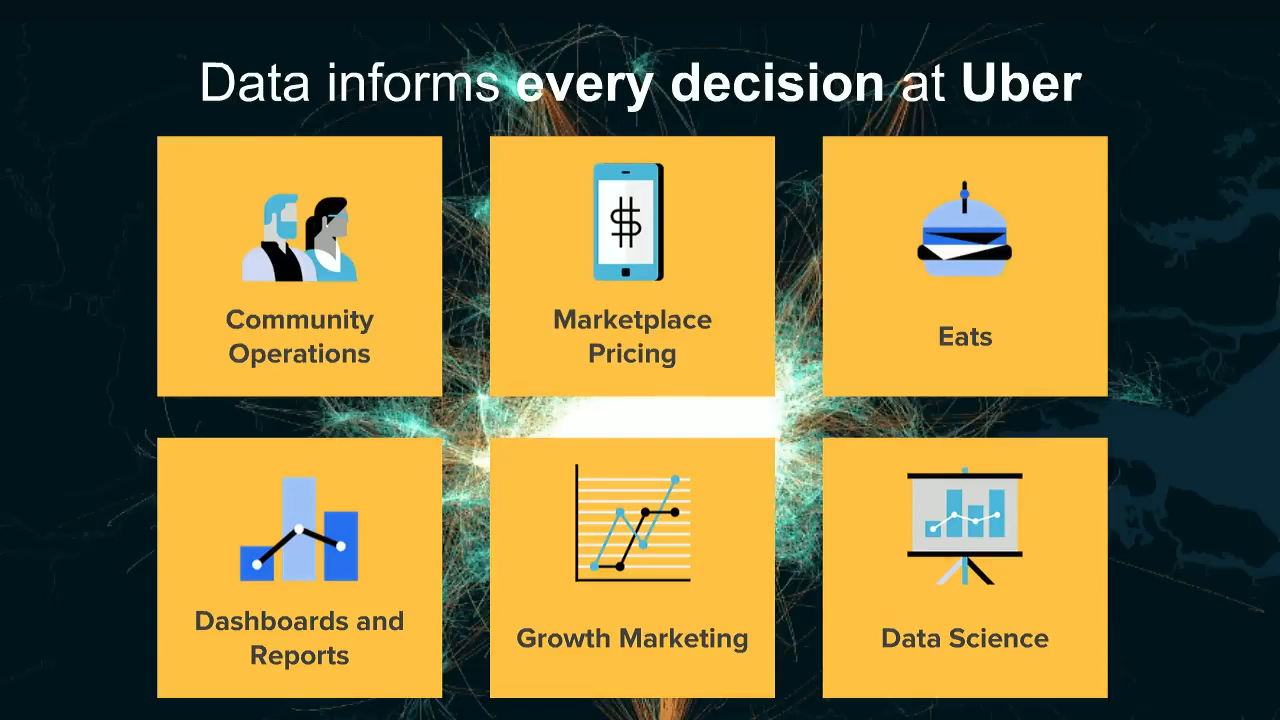 Data informs every decision at Uber
Community
Operations
$
Marketplace
Pricing
Eats
Dashboards and
Reports
Growth Marketing
Data Science